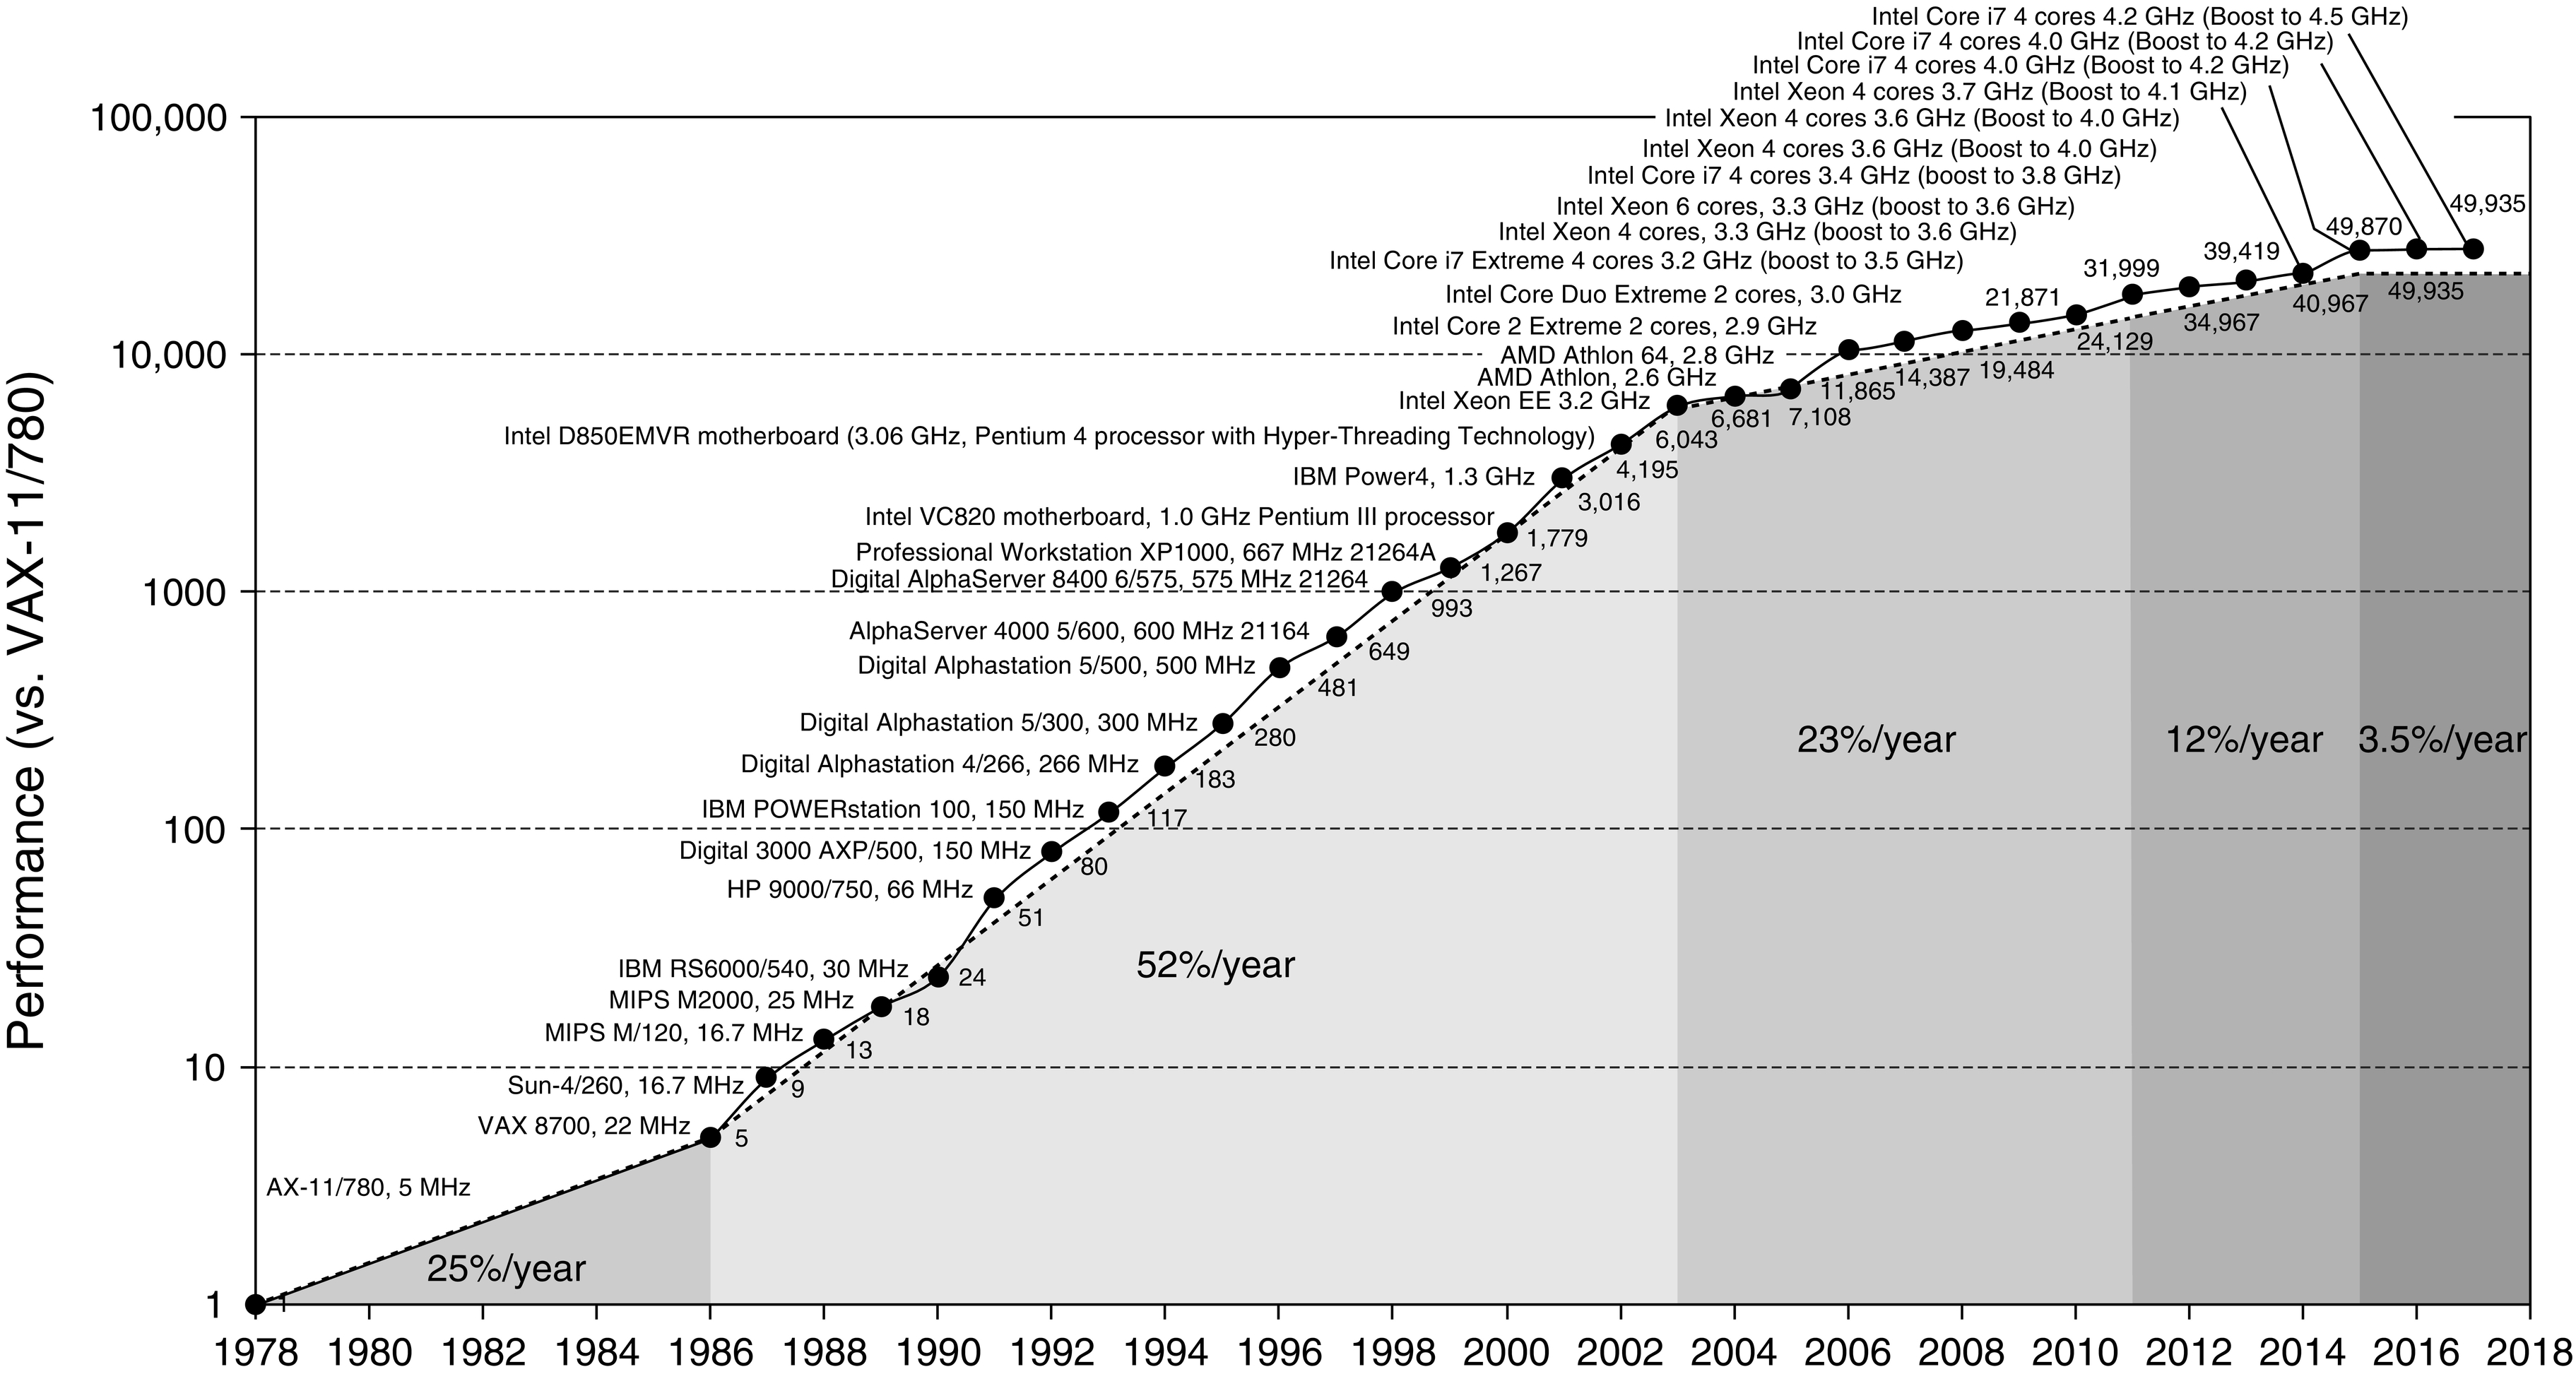 Intel Core i7 4 cores 4.2 GHz (Boost to 4.5 GHz)
Intel Core i7 4 cores 4.0 GHz (Boost to 4.2 GHz)
Intel Core i7 4 cores 4.0 GHz (Boost to 4.2 GHz)
Intel Xeon 4 cores 3.7 GHz (Boost to 4.1 GHz)
100,000
Intel Xeon 4 cores 3.6 GHz (Boost to 4.0 GHz)
Intel Xeon 4 cores 3.6 GHz (Boost to 4.0 GHz)
Intel Core i7 4 cores 3.4 GHz (boost to 3.8 GHz)
49,935
Intel Xeon 6 cores, 3.3 GHz (boost to 3.6 GHz)
49,870
Intel Xeon 4 cores, 3.3 GHz (boost to 3.6 GHz)
39,419
Intel Core i7 Extreme 4 cores 3.2 GHz (boost to 3.5 GHz)
31,999
49,935
Intel Core Duo Extreme 2 cores, 3.0 GHz
21,871
40,967
34,967
Intel Core 2 Extreme 2 cores, 2.9 GHz
24,129
10,000
AMD Athlon 64, 2.8 GHz
19,484
AMD Athlon, 2.6 GHz
14,387
11,865
Intel Xeon EE 3.2 GHz
7,108
6,681
Intel D850EMVR motherboard (3.06 GHz, Pentium 4 processor with Hyper-Threading Technology)
6,043
4,195
IBM Power4, 1.3 GHz
3,016
Intel VC820 motherboard, 1.0 GHz Pentium III processor
1,779
Professional Workstation XP1000, 667 MHz 21264A
1,267
Digital AlphaServer 8400 6/575, 575 MHz 21264
1000
993
AlphaServer 4000 5/600, 600 MHz 21164
649
Digital Alphastation 5/500, 500 MHz
481
Digital Alphastation 5/300, 300 MHz
280
23%/year
12%/year
3.5%/year
Digital Alphastation 4/266, 266 MHz
183
IBM POWERstation 100, 150 MHz
117
100
Digital 3000 AXP/500, 150 MHz
80
HP 9000/750, 66 MHz
51
52%/year
IBM RS6000/540, 30 MHz
24
MIPS M2000, 25 MHz
18
MIPS M/120, 16.7 MHz
13
10
Sun-4/260, 16.7 MHz
9
VAX 8700, 22 MHz
5
AX-11/780, 5 MHz
25%/year
1
Performance (vs. VAX-11/780)
1978 1980 1982 1984 1986 1988 1990 1992 1994 1996 1998 2000 2002 2004 2006 2008 2010 2012 2014 2016 2018